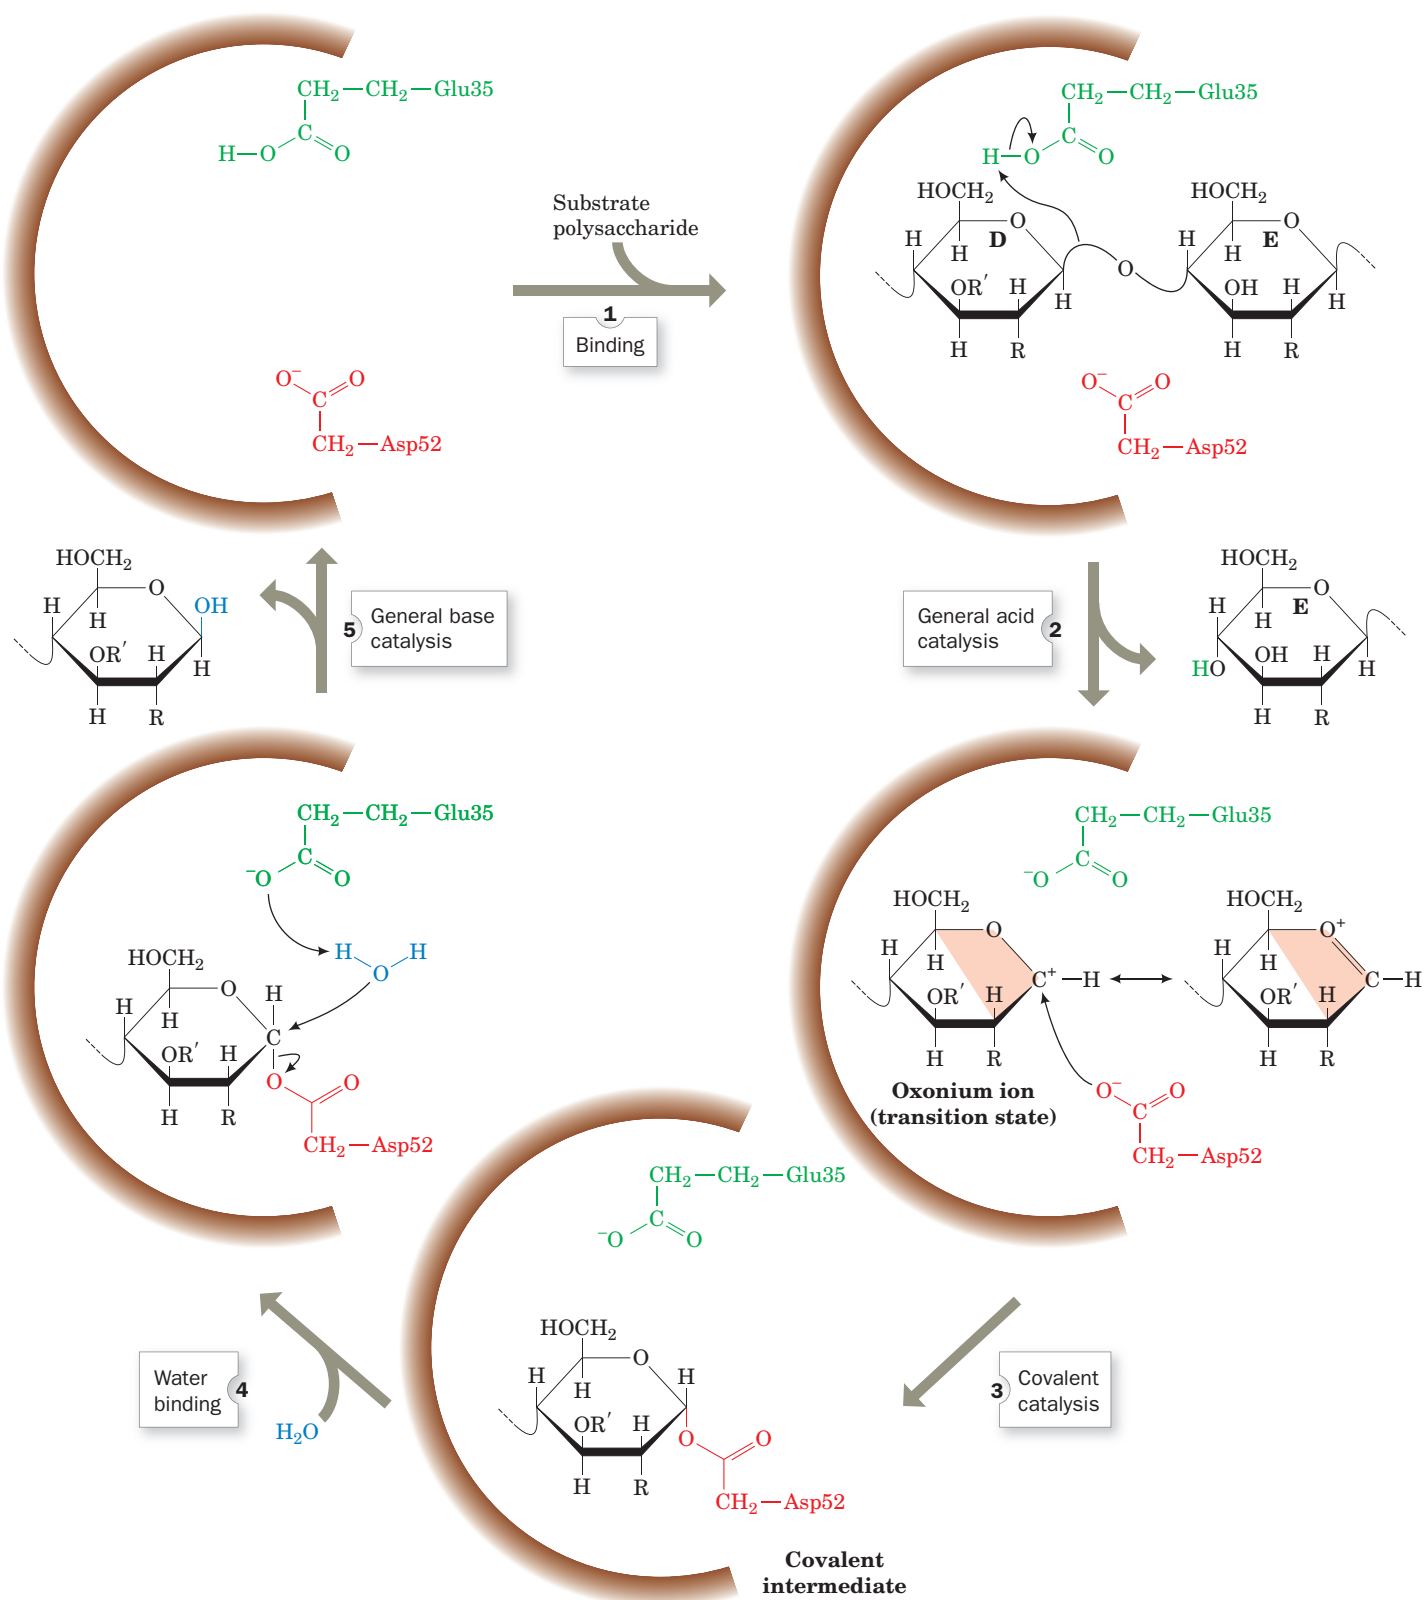 CH₂—CH₂—Glu35
C
H—O O
O⁻ O
C
CH₂—Asp52
Substrate
polysaccharide
1
Binding
CH₂—CH₂—Glu35
C
H—O O
HOCH₂ HOCH₂
O O
H D H E
H O H
OR′ H OH H
H H
H R H R
O⁻ O
C
CH₂—Asp52
General acid
catalysis
2
HOCH₂
O
H E
H
OH H
HO H
H R
CH₂—CH₂—Glu35
C
⁻O O
HOCH₂ HOCH₂
O O⁺
H H
H H
C⁺—H C—H
OR′ H OR′ H
H R H R
Oxonium ion
(transition state)
O⁻ O
C
CH₂—Asp52
3
Covalent
catalysis
CH₂—CH₂—Glu35
C
⁻O O
HOCH₂
O
H H
H
OR′ H
O O
H R
CH₂—Asp52
Covalent
intermediate
Water
binding
4
H₂O
CH₂—CH₂—Glu35
C
⁻O O
H H
O
HOCH₂
O
H H
H
C
OR′ H
O O
H R
CH₂—Asp52
5
General base
catalysis
HOCH₂
O
H OH
H
OR′ H
H
H R